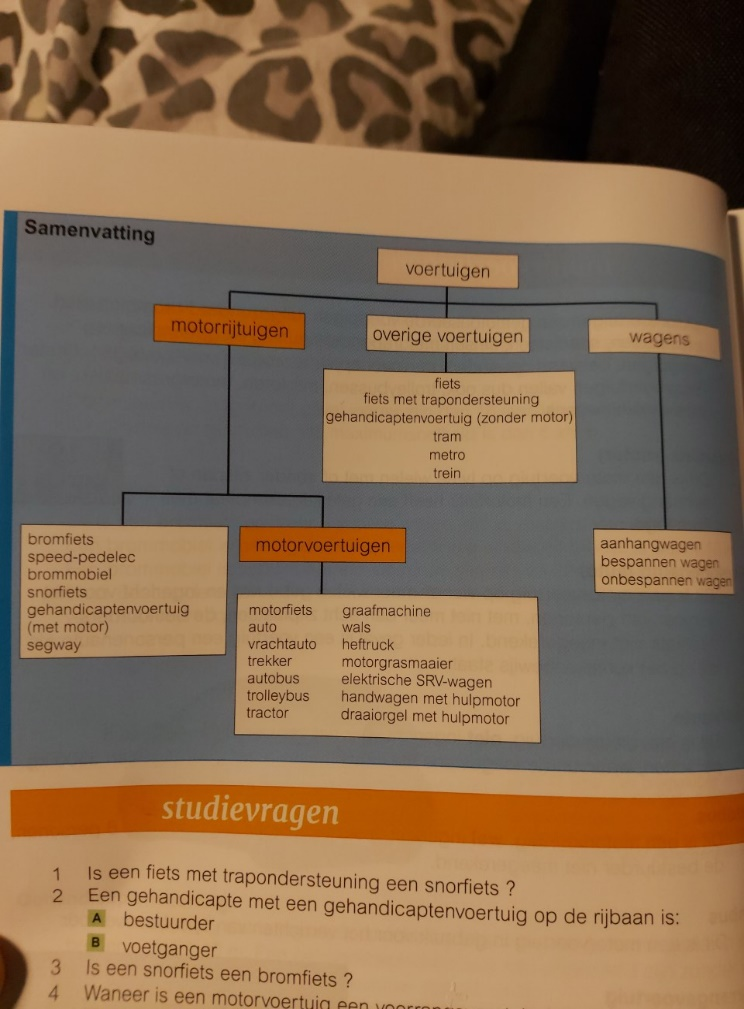 Samenvatting
voertuigen
motorrijtuigen
overige voertuigen
wagens
fiets
fiets met trapondersteuning
gehandicaptenvoertuig (zonder motor)
tram
metro
trein
bromfiets
speed-pedelec
brommobiel
snorfiets
gehandicaptenvoertuig
(met motor)
segway
motorvoertuigen
motorfiets graafmachine
auto wals
vrachtauto heftruck
trekker motorgrasmaaier
autobus elektrische SRV-wagen
trolleybus handwagen met hulpmotor
tractor draaiorgel met hulpmotor
aanhangwagen
bespannen wagen
onbespannen wagen
studievragen
1 Is een fiets met trapondersteuning een snorfiets ?
2 Een gehandicapte met een gehandicaptenvoertuig op de rijbaan is:
A bestuurder
B voetganger
3 Is een snorfiets een bromfiets ?
4 Waneer is een motorvoertuig een